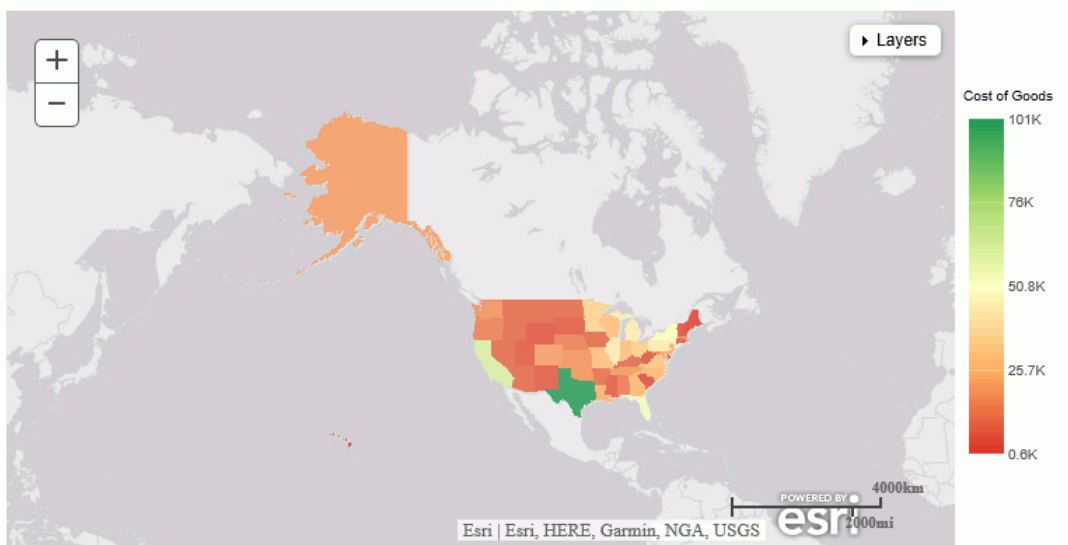 +
−
Layers
Cost of Goods
101K
76K
50.8K
25.7K
0.6K
4000km
2000mi
POWERED BY
esri
Esri | Esri, HERE, Garmin, NGA, USGS